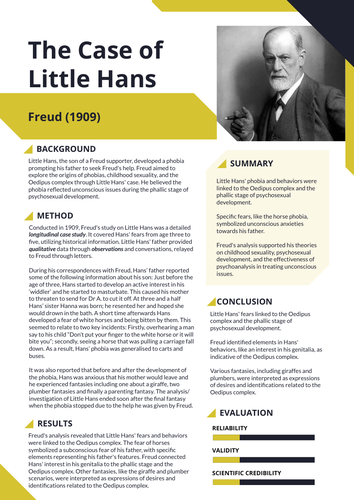 The Case of
Little Hans
Freud (1909)
BACKGROUND
Little Hans, the son of a Freud supporter, developed a phobia
prompting his father to seek Freud's help. Freud aimed to
explore the origins of phobias, childhood sexuality, and the
Oedipus complex through Little Hans' case. He believed the
phobia reflected unconscious issues during the phallic stage of
psychosexual development.
METHOD
Conducted in 1909, Freud's study on Little Hans was a detailed
longitudinal case study. It covered Hans' fears from age three to
five, utilizing historical information. Little Hans' father provided
qualitative data through observations and conversations, relayed
to Freud through letters.
During his correspondences with Freud, Hans' father reported
some of the following information about his son: Just before the
age of three, Hans started to develop an active interest in his
'widdler' and he started to masturbate. This caused his mother
to threaten to send for Dr A. to cut it off. At three and a half
Hans' sister Hanna was born; he resented her and hoped she
would drown in the bath. A short time afterwards Hans
developed a fear of white horses and being bitten by them. This
seemed to relate to two key incidents: Firstly, overhearing a man
say to his child "Don't put your finger to the white horse or it will
bite you"; secondly, seeing a horse that was pulling a carriage fall
down. As a result, Hans' phobia was generalised to carts and
buses.
It was also reported that before and after the development of
the phobia, Hans was anxious that his mother would leave and
he experienced fantasies including one about a giraffe, two
plumber fantasies and finally a parenting fantasy. The analysis/
investigation of Little Hans ended soon after the final fantasy
when the phobia stopped due to the help he was given by Freud.
RESULTS
Freud's analysis revealed that Little Hans' fears and behaviors
were linked to the Oedipus complex. The fear of horses
symbolized a subconscious fear of his father, with specific
elements representing his father's features. Freud connected
Hans' interest in his genitalia to the phallic stage and the
Oedipus complex. Other fantasies, like the giraffe and plumber
scenarios, were interpreted as expressions of desires and
identifications related to the Oedipus complex.
SUMMARY
Little Hans' phobia and behaviors were
linked to the Oedipus complex and the
phallic stage of psychosexual
development.
Specific fears, like the horse phobia,
symbolized unconscious anxieties
towards his father.
Freud's analysis supported his theories
on childhood sexuality, psychosexual
development, and the effectiveness of
psychoanalysis in treating unconscious
issues.
CONCLUSION
Little Hans' fears linked to the Oedipus
complex and the phallic stage of
psychosexual development.
Freud identified elements in Hans'
behaviors, like an interest in his genitalia, as
indicative of the Oedipus complex.
Various fantasies, including giraffes and
plumbers, were interpreted as expressions
of desires and identifications related to the
Oedipus complex.
EVALUATION
RELIABILITY
VALIDITY
SCIENTIFIC CREDIBILITY